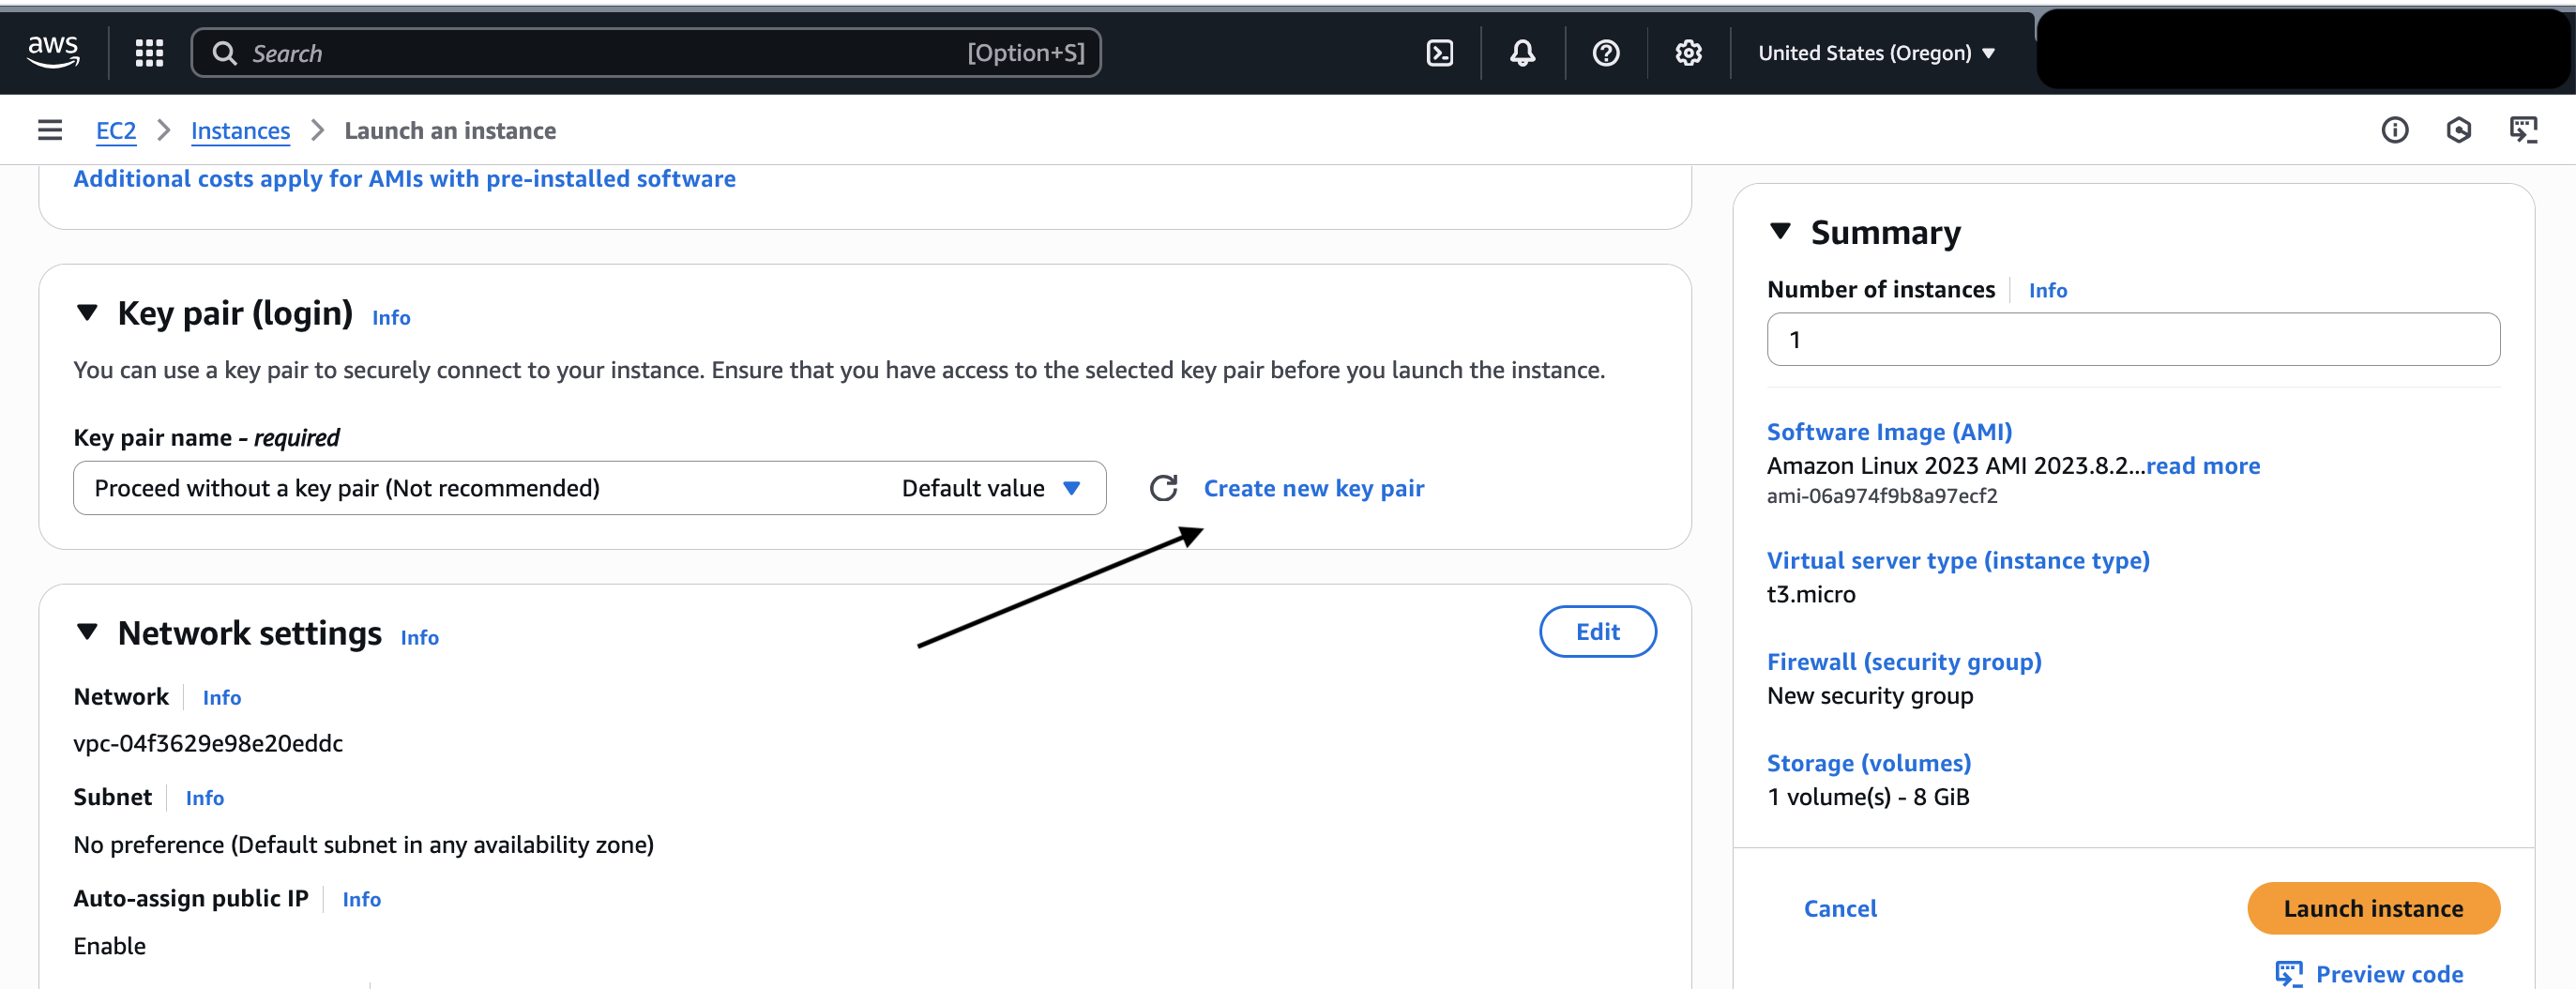 aws
Search
[Option+S]
United States (Oregon)
EC2
Instances
Launch an instance
Additional costs apply for AMIs with pre-installed software
Key pair (login) Info
You can use a key pair to securely connect to your instance. Ensure that you have access to the selected key pair before you launch the instance.
Key pair name - required
Proceed without a key pair (Not recommended)
Default value
Create new key pair
Network settings Info
Edit
Network
Info
vpc-04f3629e98e20eddc
Subnet
Info
No preference (Default subnet in any availability zone)
Auto-assign public IP
Info
Enable
Summary
Number of instances
Info
1
Software Image (AMI)
Amazon Linux 2023 AMI 2023.8.2...read more
ami-06a974f9b8a97ecf2
Virtual server type (instance type)
t3.micro
Firewall (security group)
New security group
Storage (volumes)
1 volume(s) - 8 GiB
Cancel
Launch instance
Preview code